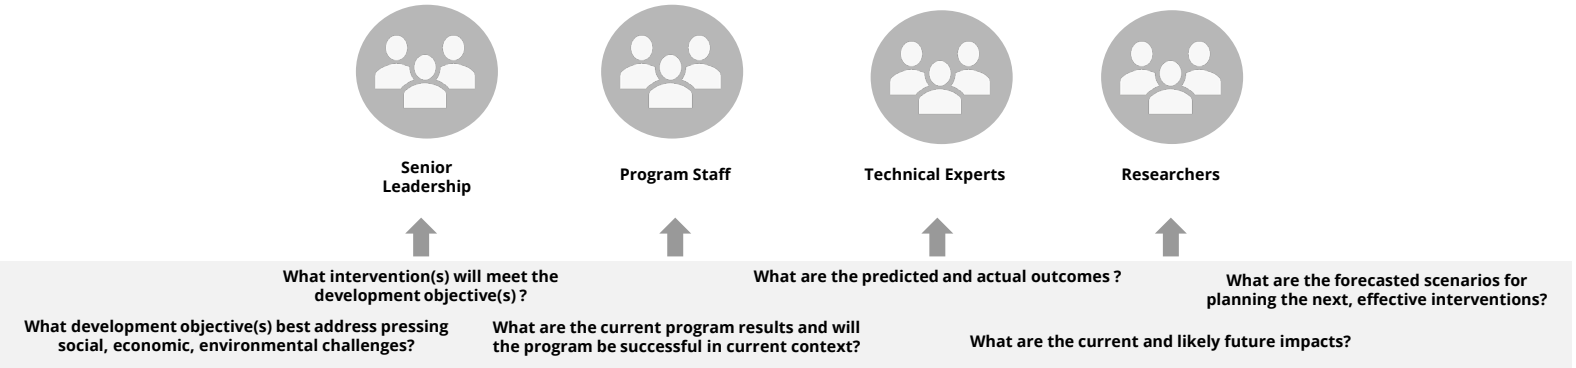 Senior
Leadership
Program Staff
Technical Experts
Researchers
What intervention(s) will meet the
development objective(s) ?
What are the predicted and actual outcomes ?
What are the forecasted scenarios for
planning the next, effective interventions?
What development objective(s) best address pressing
social, economic, environmental challenges?
What are the current program results and will
the program be successful in current context?
What are the current and likely future impacts?